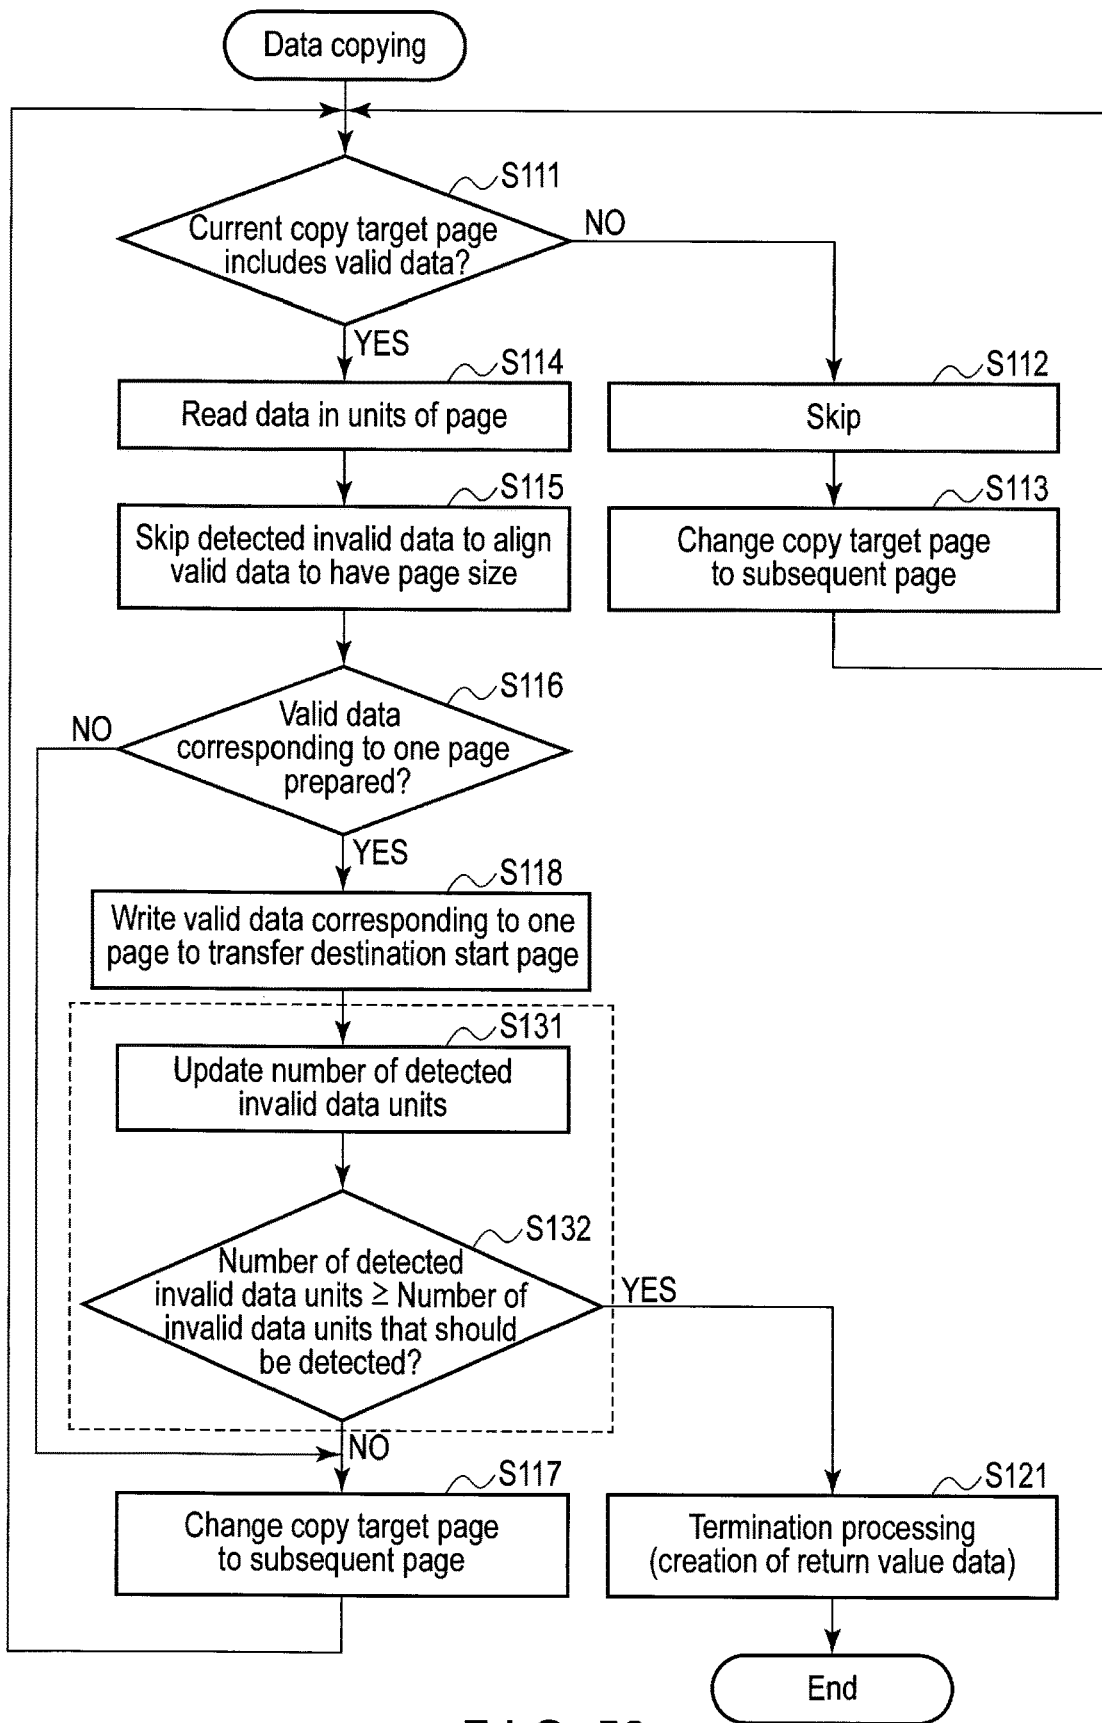 Data copying
S111
Current copy target page
includes valid data?
NO
YES
S114
Read data in units of page
S112
Skip
S115
Skip detected invalid data to align
valid data to have page size
S113
Change copy target page
to subsequent page
S116
Valid data
corresponding to one page
prepared?
NO
YES
S118
Write valid data corresponding to one
page to transfer destination start page
S131
Update number of detected
invalid data units
S132
Number of detected
invalid data units ≥ Number of
invalid data units that should
be detected?
YES
NO
S117
Change copy target page
to subsequent page
S121
Termination processing
(creation of return value data)
End